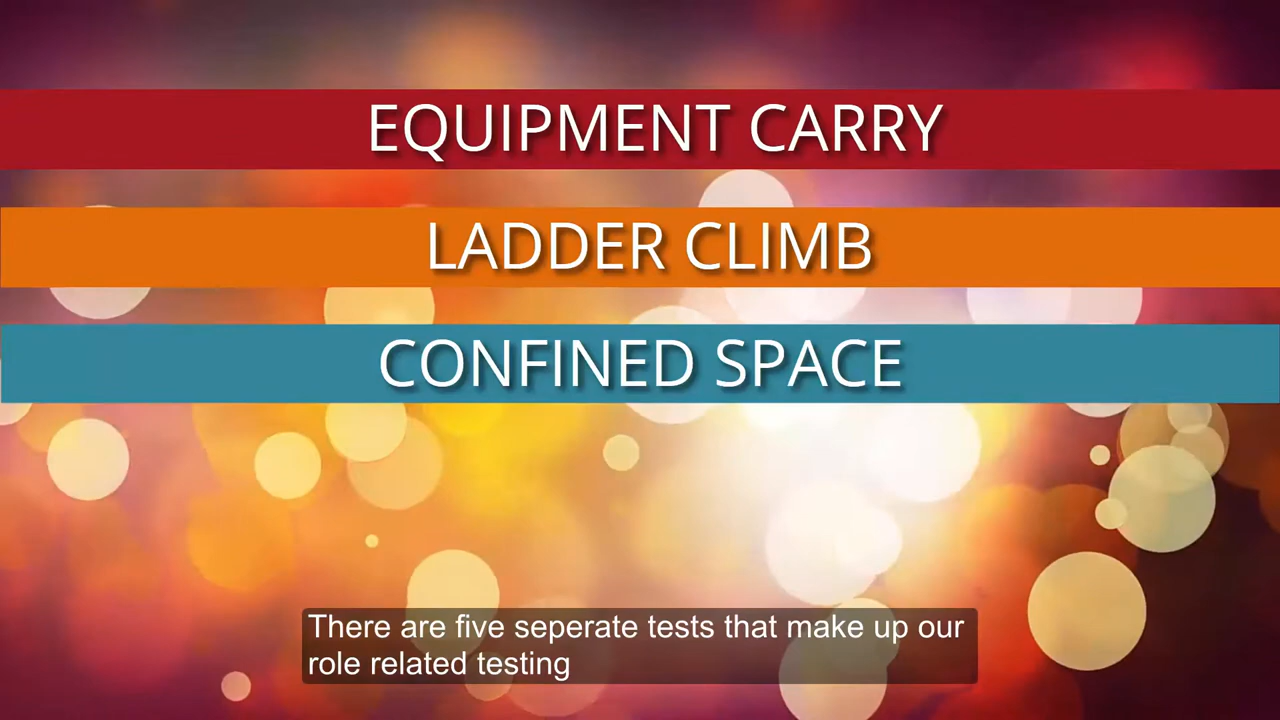 EQUIPMENT CARRY
LADDER CLIMB
CONFINED SPACE
There are five seperate tests that make up our
role related testing